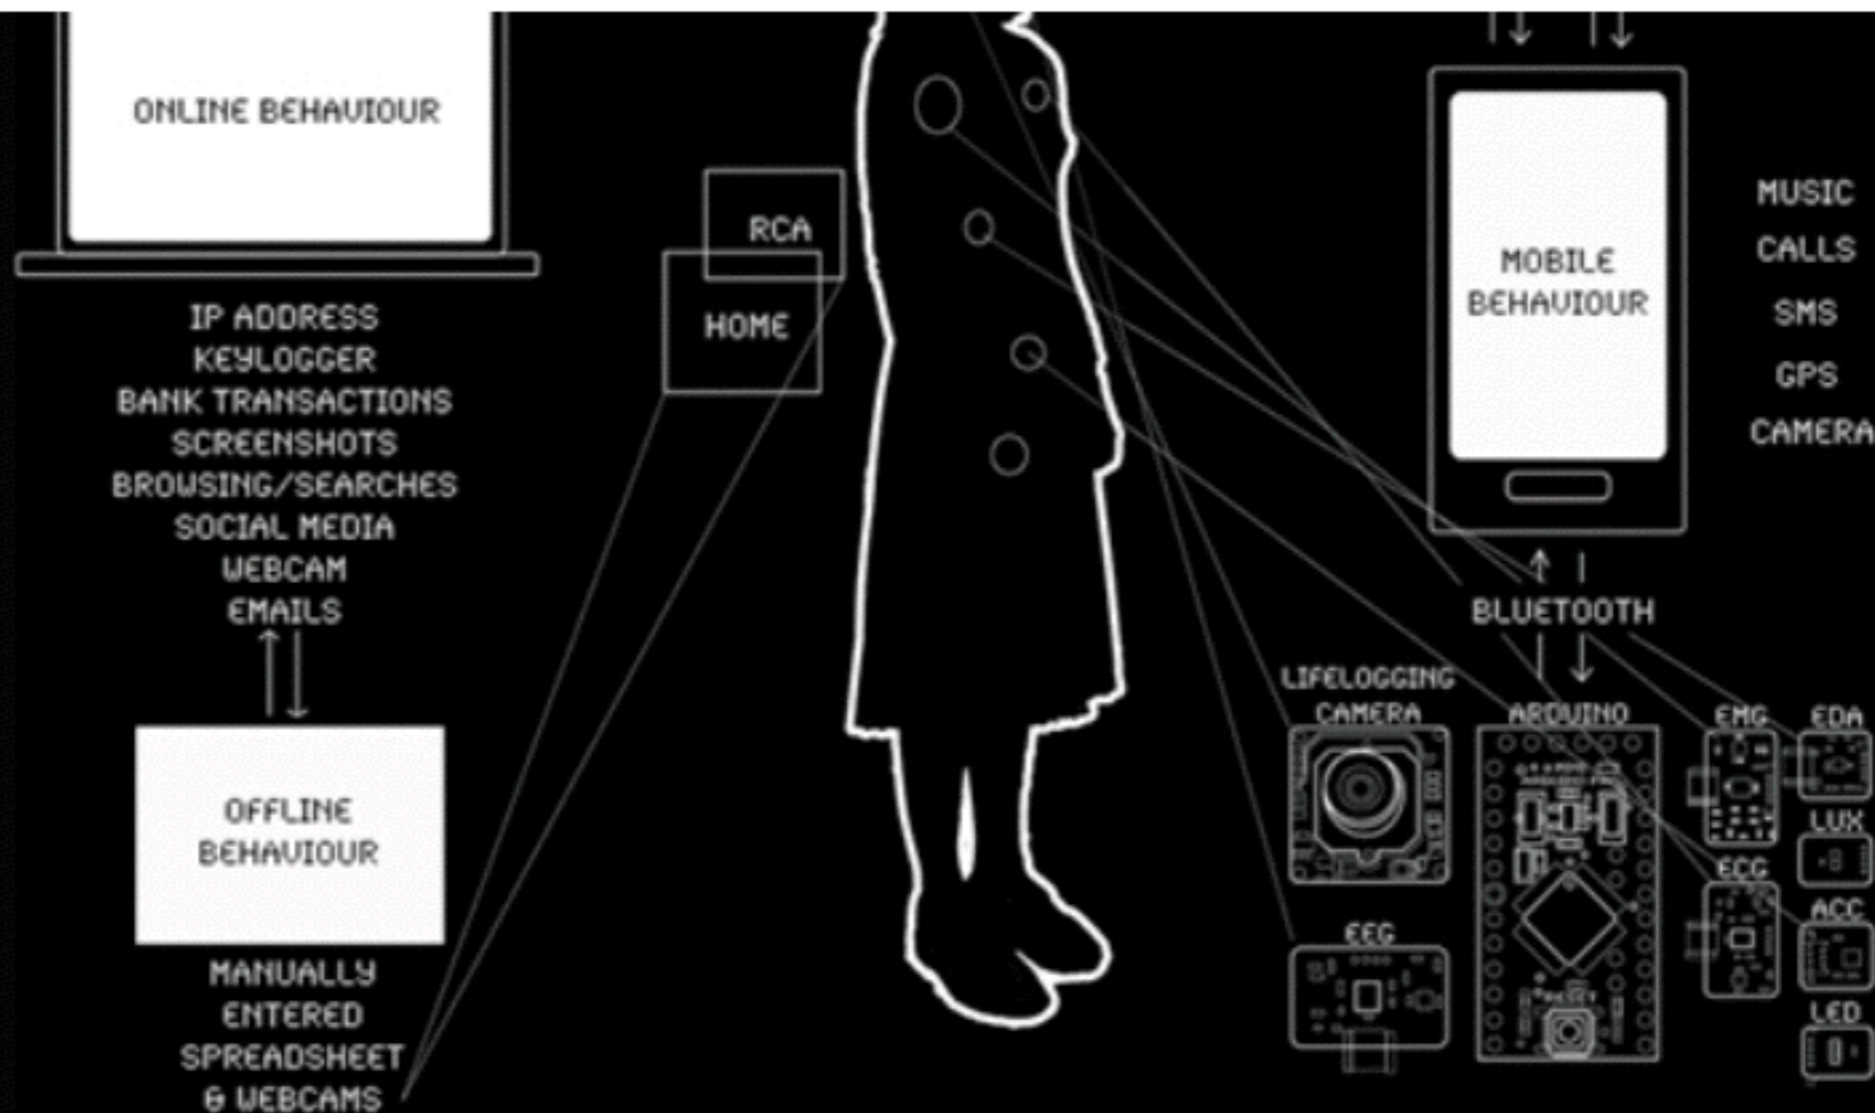 ONLINE BEHAVIOUR
IP ADDRESS
KEYLOGGER
BANK TRANSACTIONS
SCREENSHOTS
BROWSING/SEARCHES
SOCIAL MEDIA
WEBCAM
EMAILS
OFFLINE
BEHAVIOUR
MANUALLY
ENTERED
SPREADSHEET
& WEBCAMS
RCA
HOME
MOBILE
BEHAVIOUR
MUSIC
CALLS
SMS
GPS
CAMERA
BLUETOOTH
LIFELOGGING
CAMERA
ARDUINO
RESET
EEG
EMG
ECG
EDA
LUX
ACC
LED